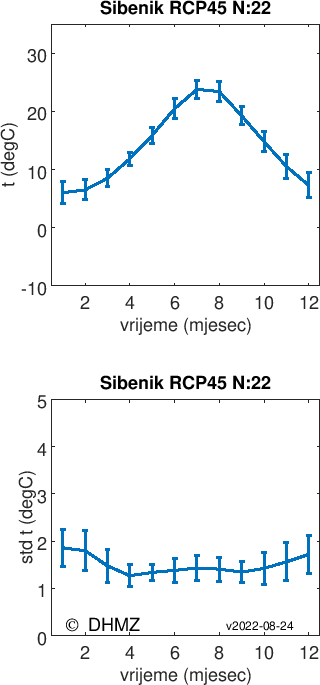 Sibenik RCP45 N:22
30
20
10
0
-10
t (degC)
2 4 6 8 10 12
vrijeme (mjesec)
Sibenik RCP45 N:22
5
4
3
2
1
0
std t (degC)
© DHMZ v2022-08-24
2 4 6 8 10 12
vrijeme (mjesec)